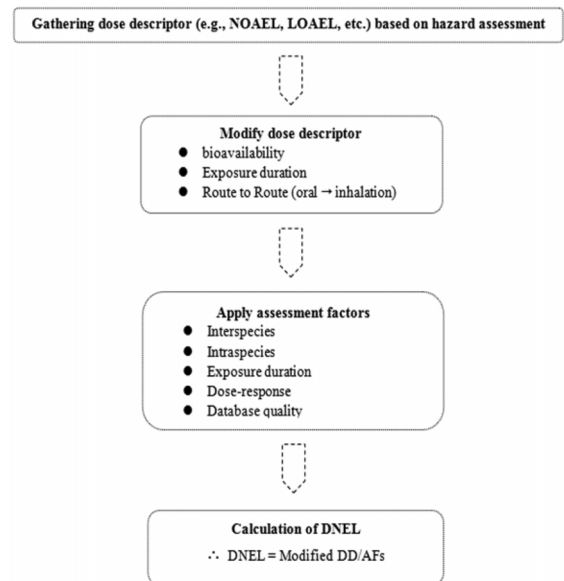 Gathering dose descriptor (e.g., NOAEL, LOAEL, etc.) based on hazard assessment
Modify dose descriptor
● bioavailability
● Exposure duration
● Route to Route (oral → inhalation)
Apply assessment factors
● Interspecies
● Intraspecies
● Exposure duration
● Dose-response
● Database quality
Calculation of DNEL
∴ DNEL = Modified DD/AFs